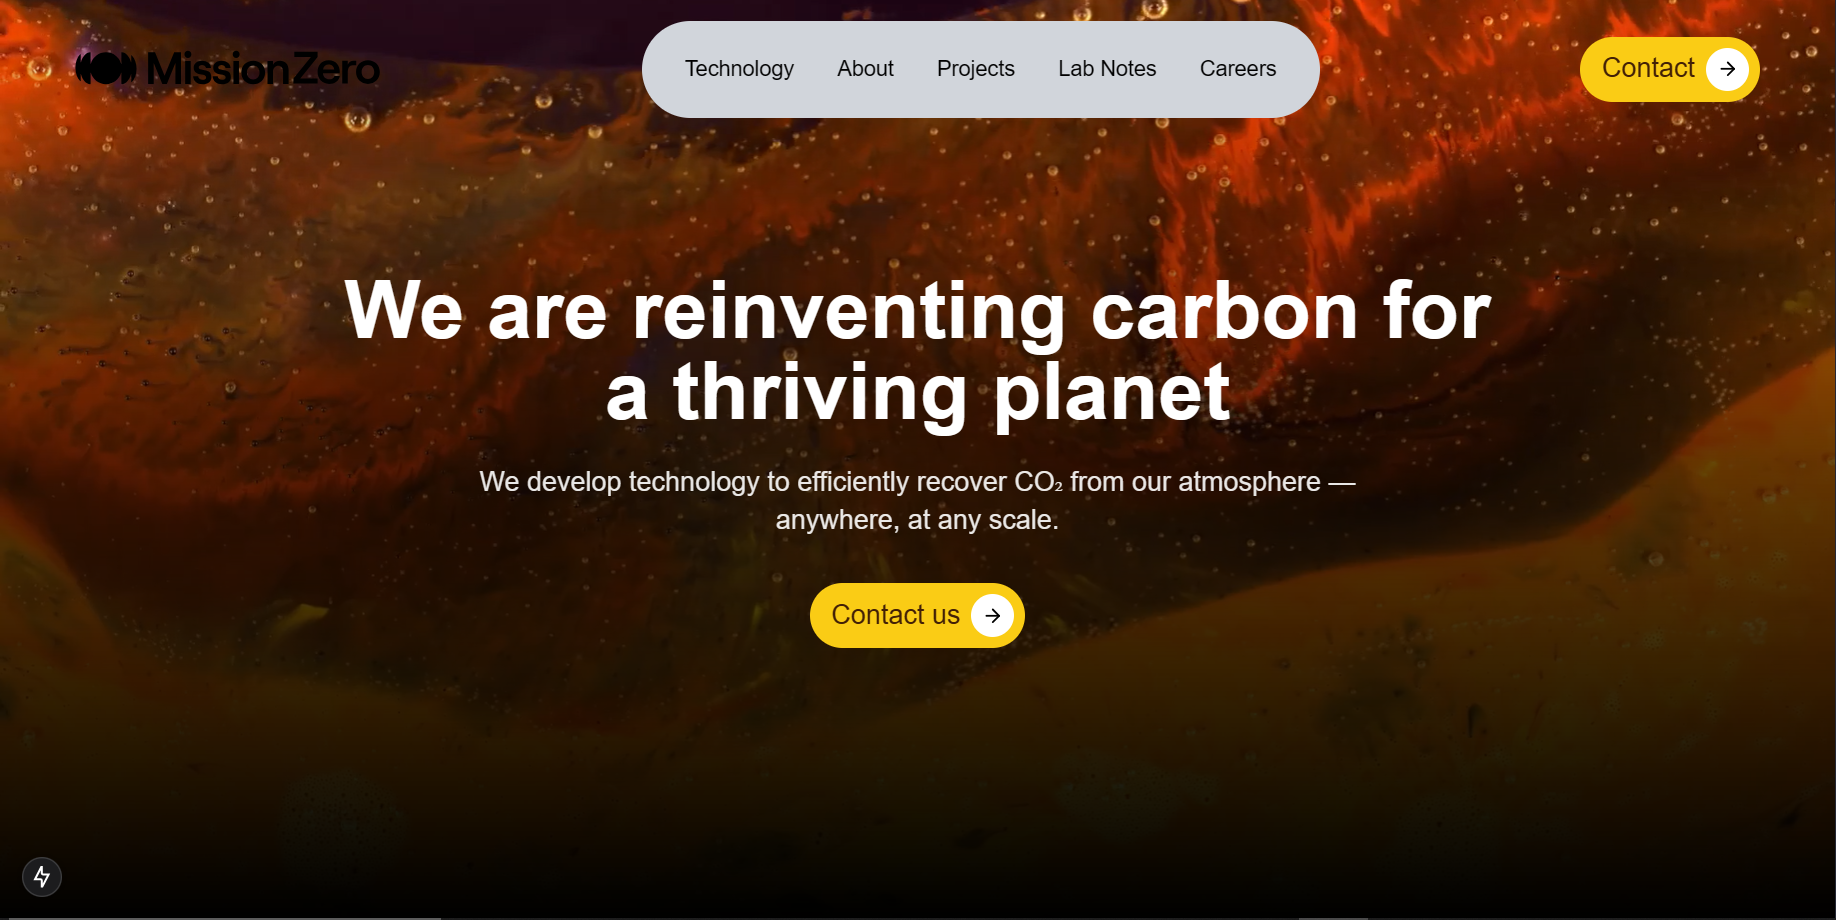 MissionZero
Technology About Projects Lab Notes Careers
Contact
We are reinventing carbon for
a thriving planet
We develop technology to efficiently recover CO₂ from our atmosphere —
anywhere, at any scale.
Contact us